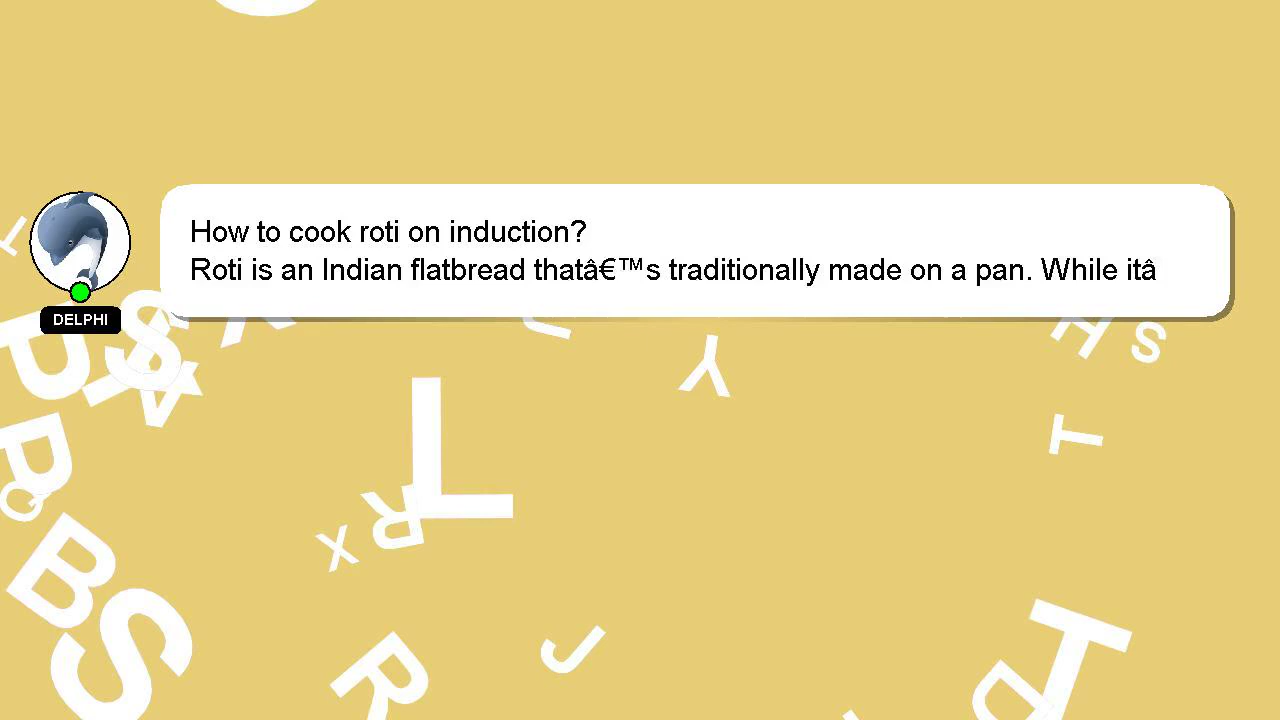 How to cook roti on induction?
Roti is an Indian flatbread thatâ€™s traditionally made on a pan. While itâ
DELPHI
T
P
S
X
U
Y
H
S
T
R
Q
L
R
X
B
S
R
J
T
D